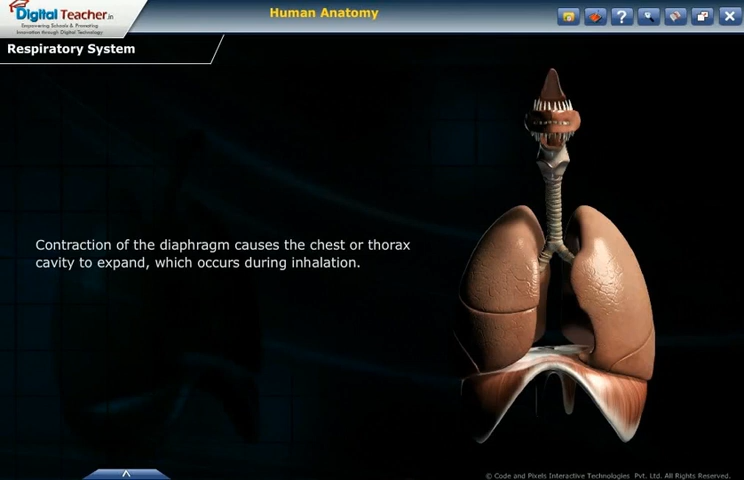 Digital Teacher.in
Empowering Schools & Promoting
Innovation through Digital Technology
Human Anatomy
?
Respiratory System
Contraction of the diaphragm causes the chest or thorax
cavity to expand, which occurs during inhalation.
© Code and Pixels Interactive Technologies Pvt. Ltd. All Rights Reserved.